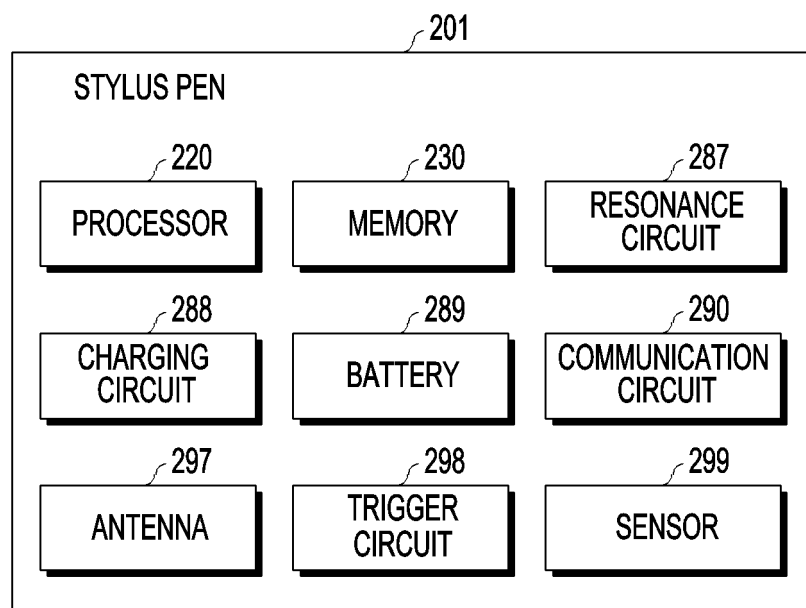 201
STYLUS PEN
220
PROCESSOR
230
MEMORY
287
RESONANCE
CIRCUIT
288
CHARGING
CIRCUIT
289
BATTERY
290
COMMUNICATION
CIRCUIT
297
ANTENNA
298
TRIGGER
CIRCUIT
299
SENSOR